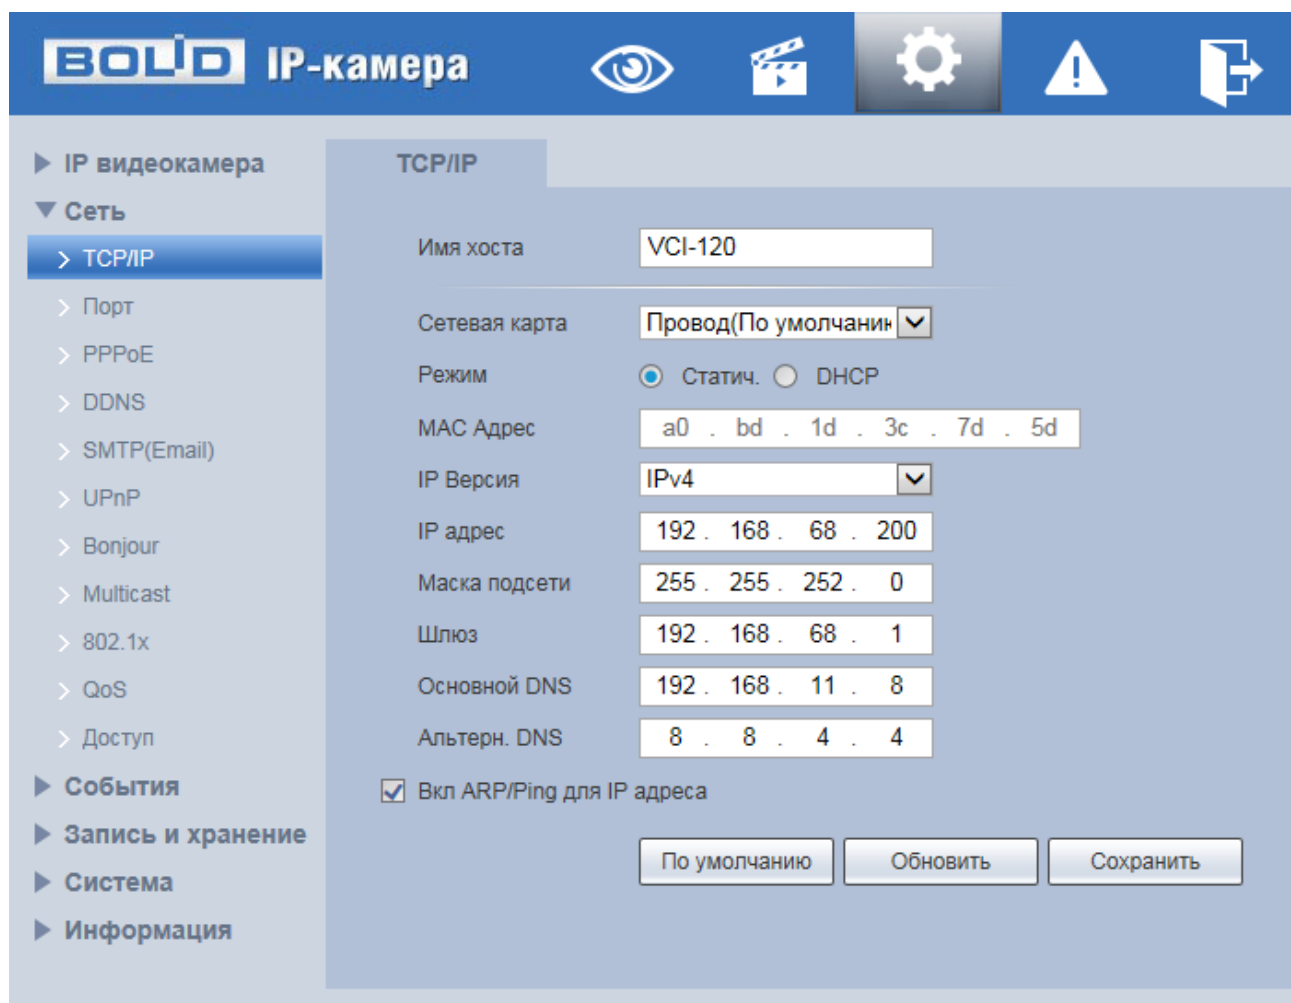 BOLID IP-камера
IP видеокамера
Сеть
TCP/IP
Порт
PPPoE
DDNS
SMTP(Email)
UPnP
Bonjour
Multicast
802.1x
QoS
Доступ
События
Запись и хранение
Система
Информация
TCP/IP
Имя хоста VCI-120
Сетевая карта Провод(По умолчани
Режим Статич. DHCP
MAC Адрес a0 . bd . 1d . 3c . 7d . 5d
IP Версия IPv4
IP адрес 192 . 168 . 68 . 200
Маска подсети 255 . 255 . 252 . 0
Шлюз 192 . 168 . 68 . 1
Основной DNS 192 . 168 . 11 . 8
Альтерн. DNS 8 . 8 . 4 . 4
Вкл ARP/Ping для IP адреса
По умолчанию Обновить Сохранить